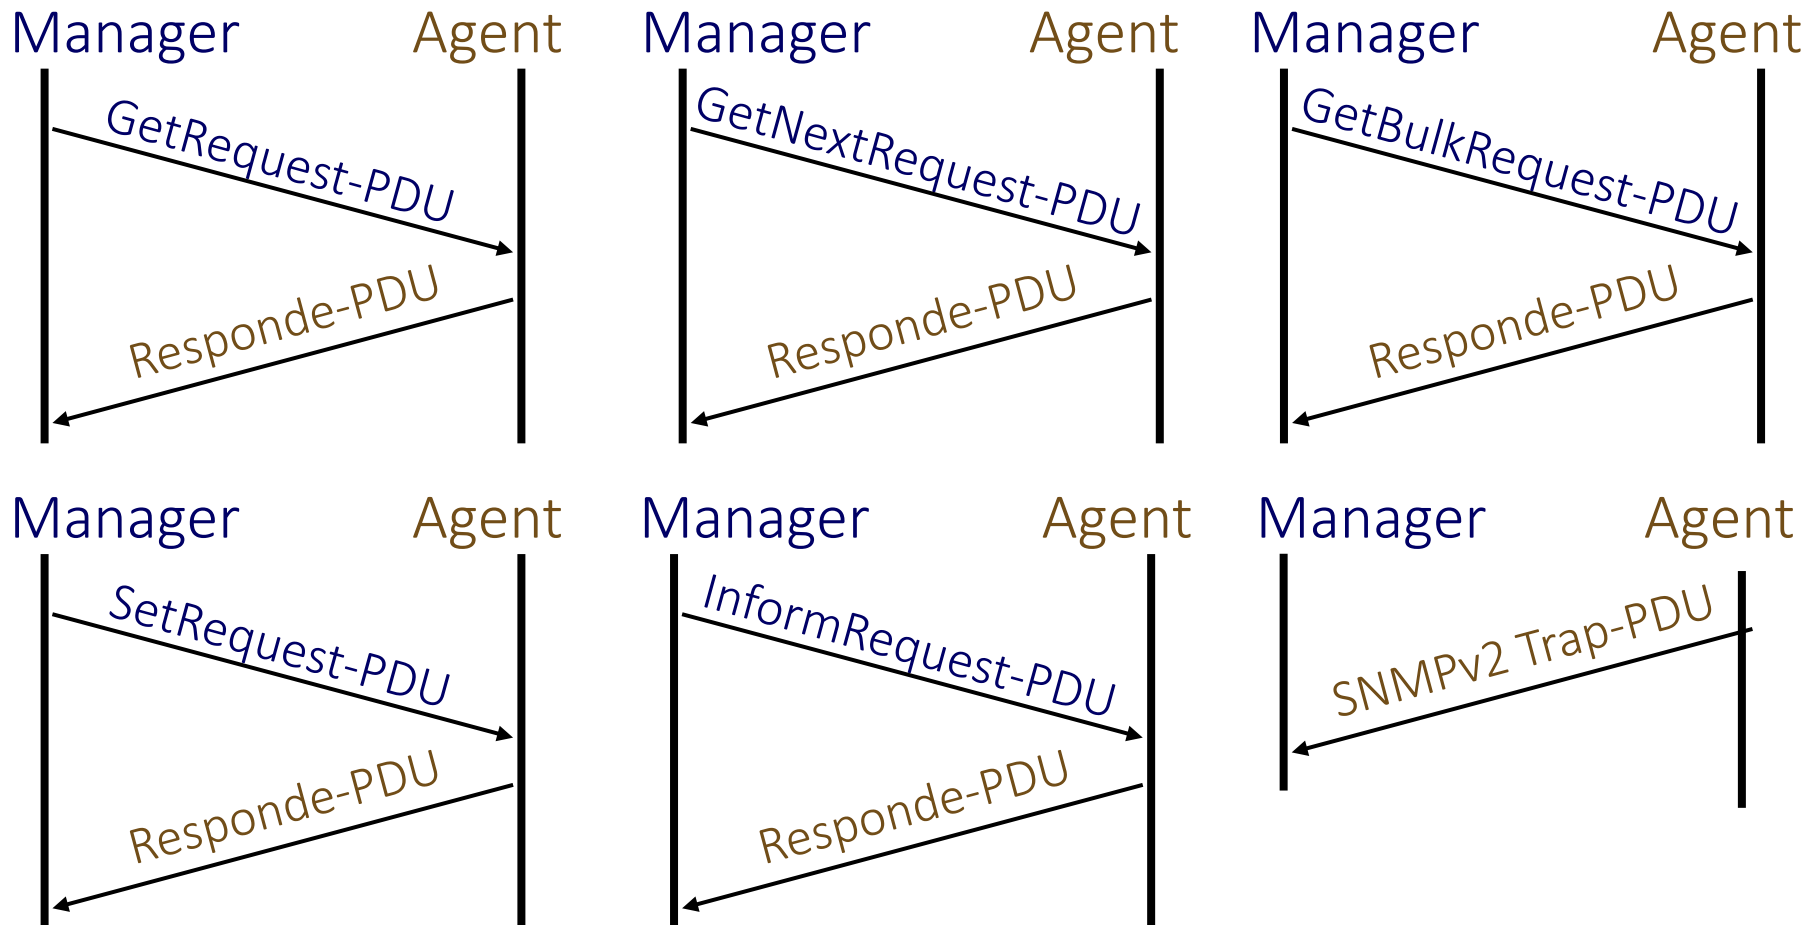 Manager Agent
GetRequest-PDU
Responde-PDU
Manager Agent
GetNextRequest-PDU
Responde-PDU
Manager Agent
GetBulkRequest-PDU
Responde-PDU
Manager Agent
SetRequest-PDU
Responde-PDU
Manager Agent
InformRequest-PDU
Responde-PDU
Manager Agent
SNMPv2 Trap-PDU